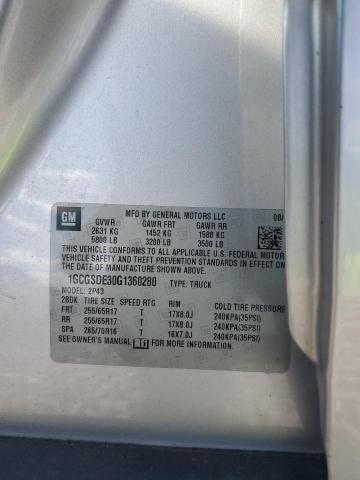 GM
MFD BY GENERAL MOTORS LLC 08/
GVWR GAWR FRT GAWR RR
2631 KG 1452 KG 1588 KG
5800 LB 3200 LB 3500 LB
THIS VEHICLE CONFORMS TO ALL APPLICABLE U.S. FEDERAL MOTOR
VEHICLE SAFETY AND THEFT PREVENTION STANDARDS IN
EFFECT ON THE DATE OF MANUFACTURE SHOWN ABOVE.
1GCGSDE30G1360280 TYPE: TRUCK
MODEL: 2P43
2BDK TIRE SIZE SPEED RTG RIM COLD TIRE
FRT 255/65R17 T 17X8.0J 240KPA(35PSI)
RR 255/65R17 T 17X8.0J 240KPA(35PSI)
SPA 265/70R16 T 16X7.0J 240KPA(35PSI)
SEE OWNER'S MANUAL FOR MORE INFORMATION